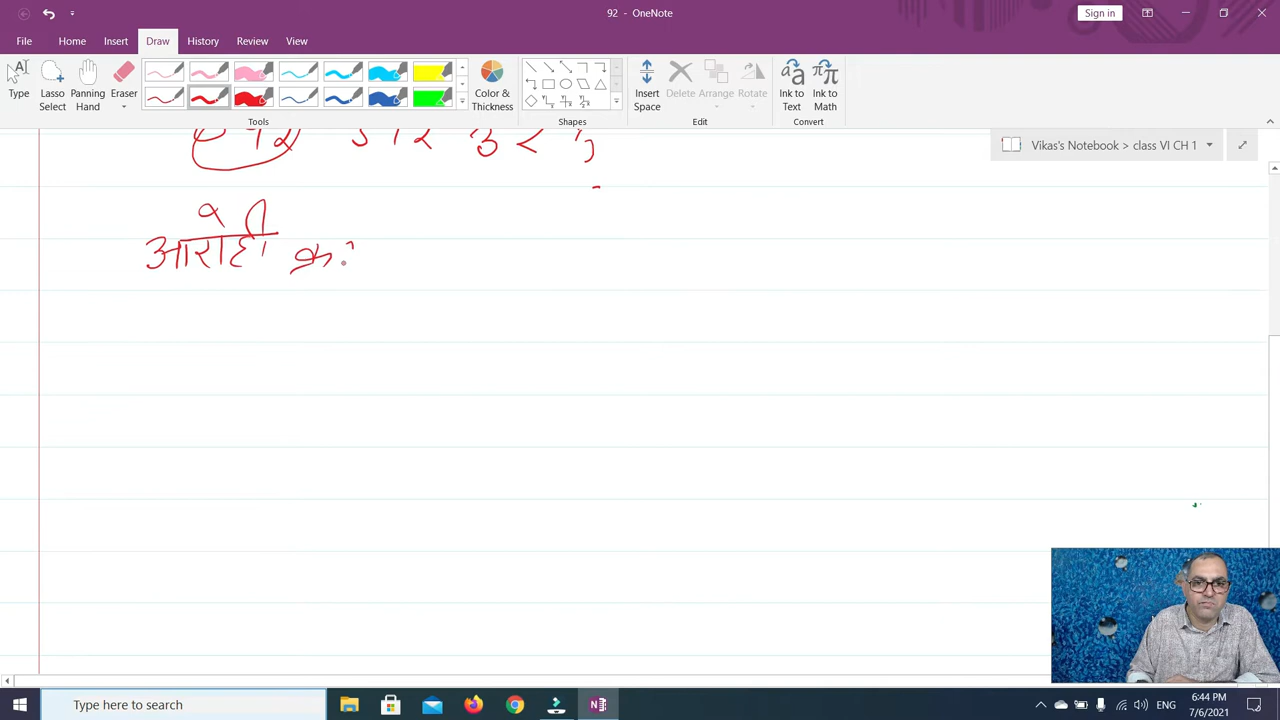 92 - OneNote
Sign in
File Home Insert Draw History Review View
Type
Lasso Select
Panning Hand
Eraser
Color & Thickness
Insert Space
Delete
Arrange
Rotate
Ink to Text
Ink to Math
Tools
Shapes
Edit
Convert
Vikas's Notebook > class VI CH 1
आरोही क्र
Type here to search
ENG
6:44 PM
7/6/2021